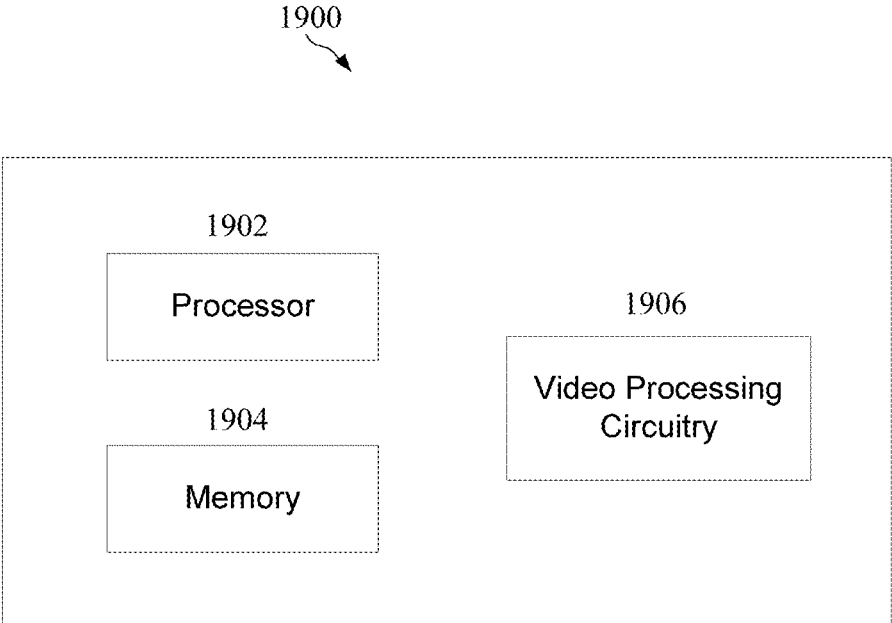 1900
1902
Processor
1904
Memory
1906
Video Processing
Circuitry